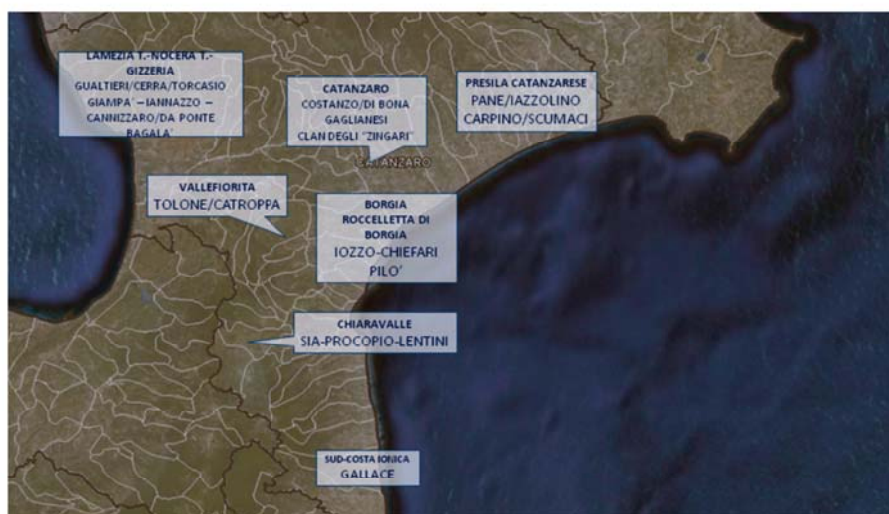 LAMEZIA T.-NOCERA T.-
GIZZERIA
GUALTIERI/CERRA/TORCASIO
GIAMPA´ – IANNAZZO –
CANNIZZARO/DA PONTE
BAGALA´
CATANZARO
COSTANZO/DI BONA
GAGLIANESI
CLAN DEGLI "ZINGARI"
PRESILA CATANZARESE
PANE/IAZZOLINO
CARPINO/SCUMACI
CATANZARO
VALLEFIORITA
TOLONE/CATROPPA
BORGIA
ROCCELLETTA DI
BORGIA
IOZZO-CHIEFARI
PILO´
CHIARAVALLE
SIA-PROCOPIO-LENTINI
SUD-COSTA IONICA
GALLACE